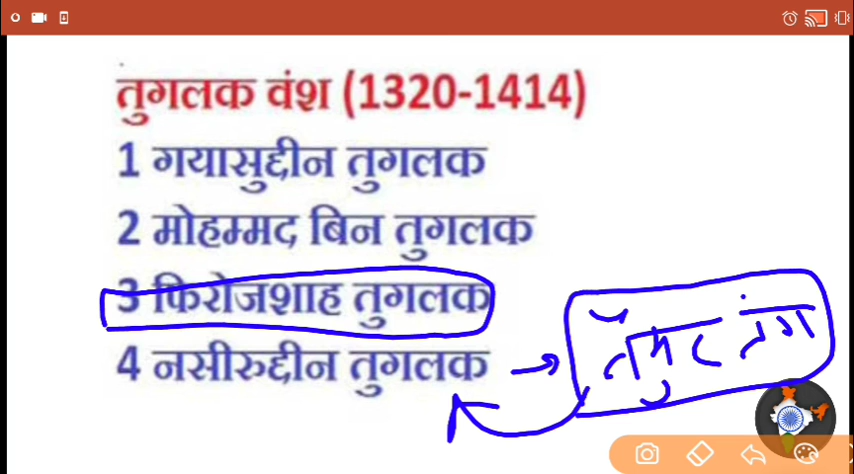 तुगलक वंश (1320-1414)
1 गयासुद्दीन तुगलक
2 मोहम्मद बिन तुगलक
3 फिरोजशाह तुगलक
4 नसीरुद्दीन तुगलक